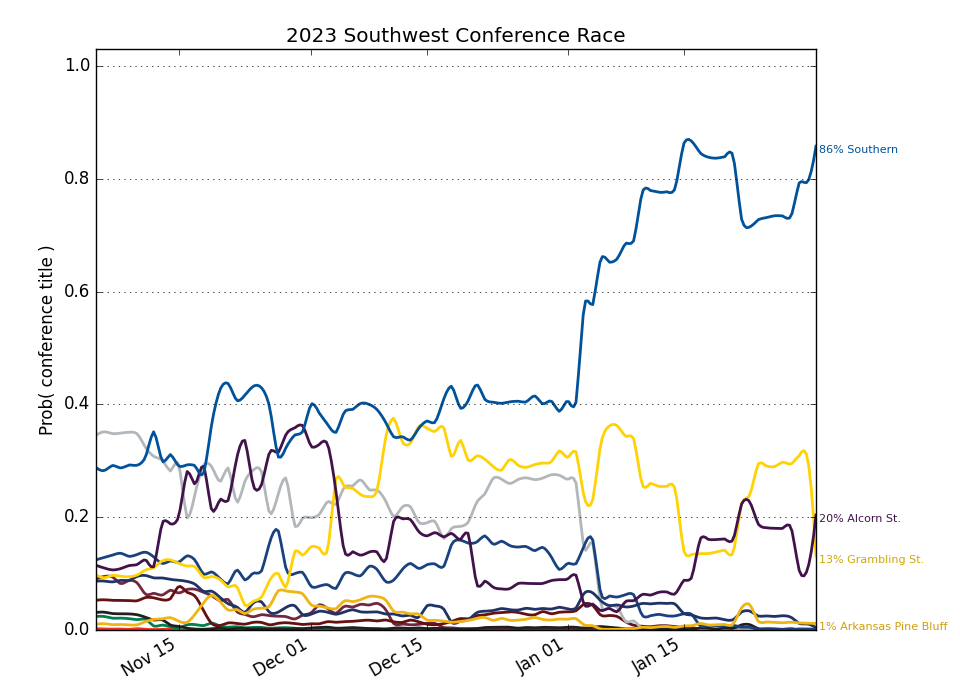 2023 Southwest Conference Race
Prob( conference title )
1.0
0.8
0.6
0.4
0.2
0.0
86% Southern
20% Alcorn St.
13% Grambling St.
1% Arkansas Pine Bluff
Nov 15
Dec 01
Dec 15
Jan 01
Jan 15